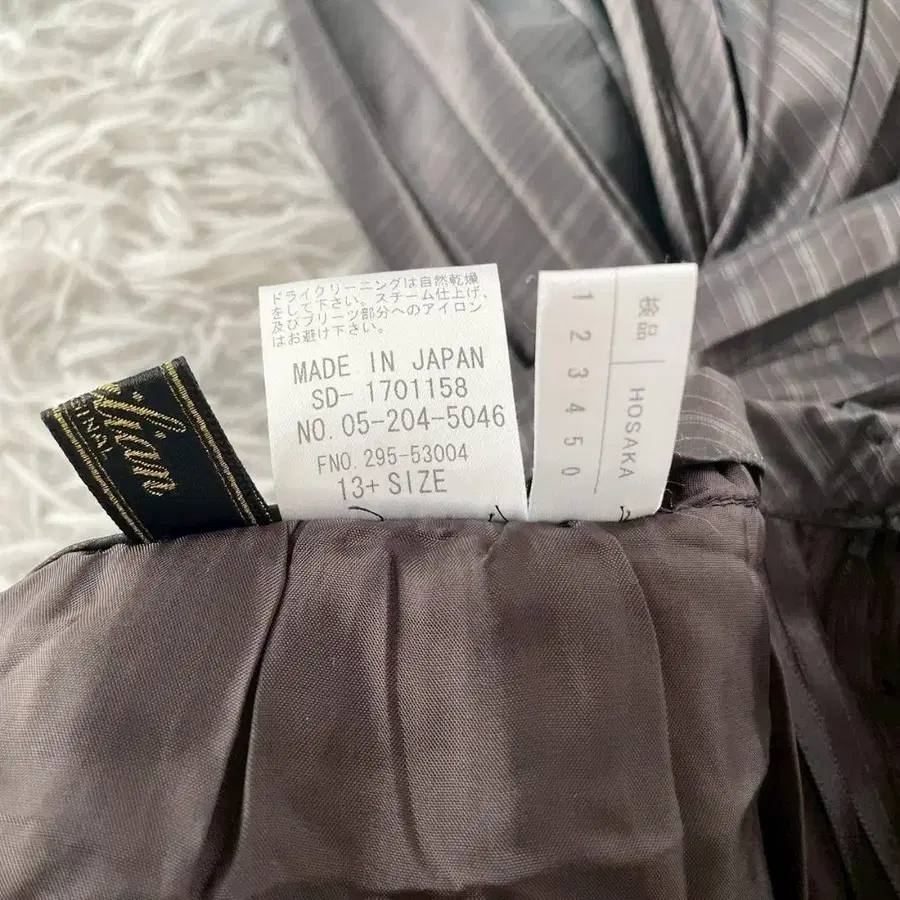 ドライクリーニングは自然乾燥
をして下さい。スチーム仕上げ、
及びプリーツ部分へのアイロン
はお避け下さい。
MADE IN JAPAN
SD- 1701158
NO. 05-204-5046
FNO. 295-53004
13+ SIZE
検品 HOSAKA
1 2 3 4 5 0